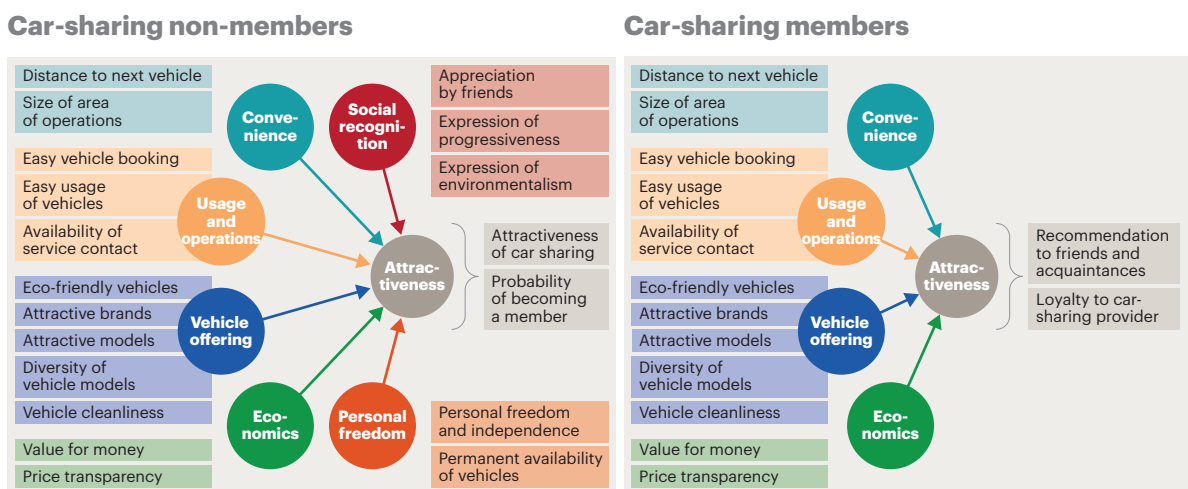 Car-sharing non-members
Distance to next vehicle
Size of area
of operations
Easy vehicle booking
Easy usage
of vehicles
Availability of
service contact
Eco-friendly vehicles
Attractive brands
Attractive models
Diversity of
vehicle models
Vehicle cleanliness
Value for money
Price transparency
Conve-
nience
Social
recogni-
tion
Usage
and
operations
Vehicle
offering
Eco-
nomics
Personal
freedom
Attrac-
tiveness
Appreciation
by friends
Expression of
progressiveness
Expression of
environmentalism
Attractiveness
of car sharing
Probability
of becoming
a member
Personal freedom
and independence
Permanent availability
of vehicles
Car-sharing members
Distance to next vehicle
Size of area
of operations
Easy vehicle booking
Easy usage
of vehicles
Availability of
service contact
Eco-friendly vehicles
Attractive brands
Attractive models
Diversity of
vehicle models
Vehicle cleanliness
Value for money
Price transparency
Conve-
nience
Usage
and
operations
Vehicle
offering
Eco-
nomics
Attrac-
tiveness
Recommendation
to friends and
acquaintances
Loyalty to car-
sharing provider